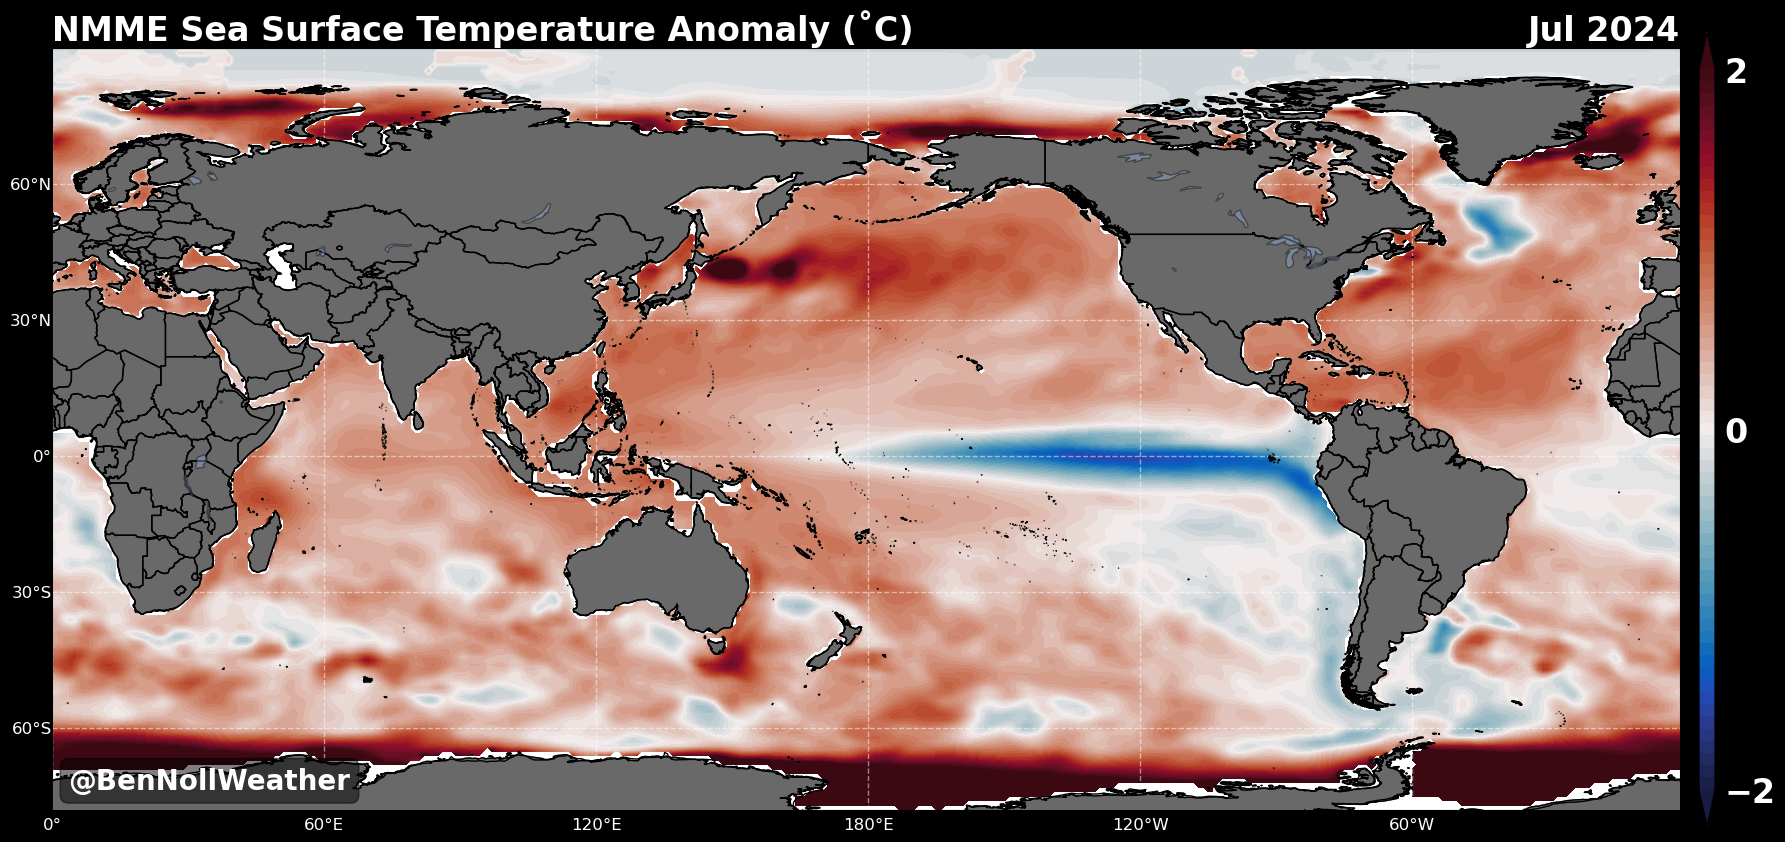 NMME Sea Surface Temperature Anomaly (˚C)
Jul 2024
2
0
−2
60°N
30°N
0°
30°S
60°S
@BenNollWeather
0°
60°E
120°E
180°E
120°W
60°W